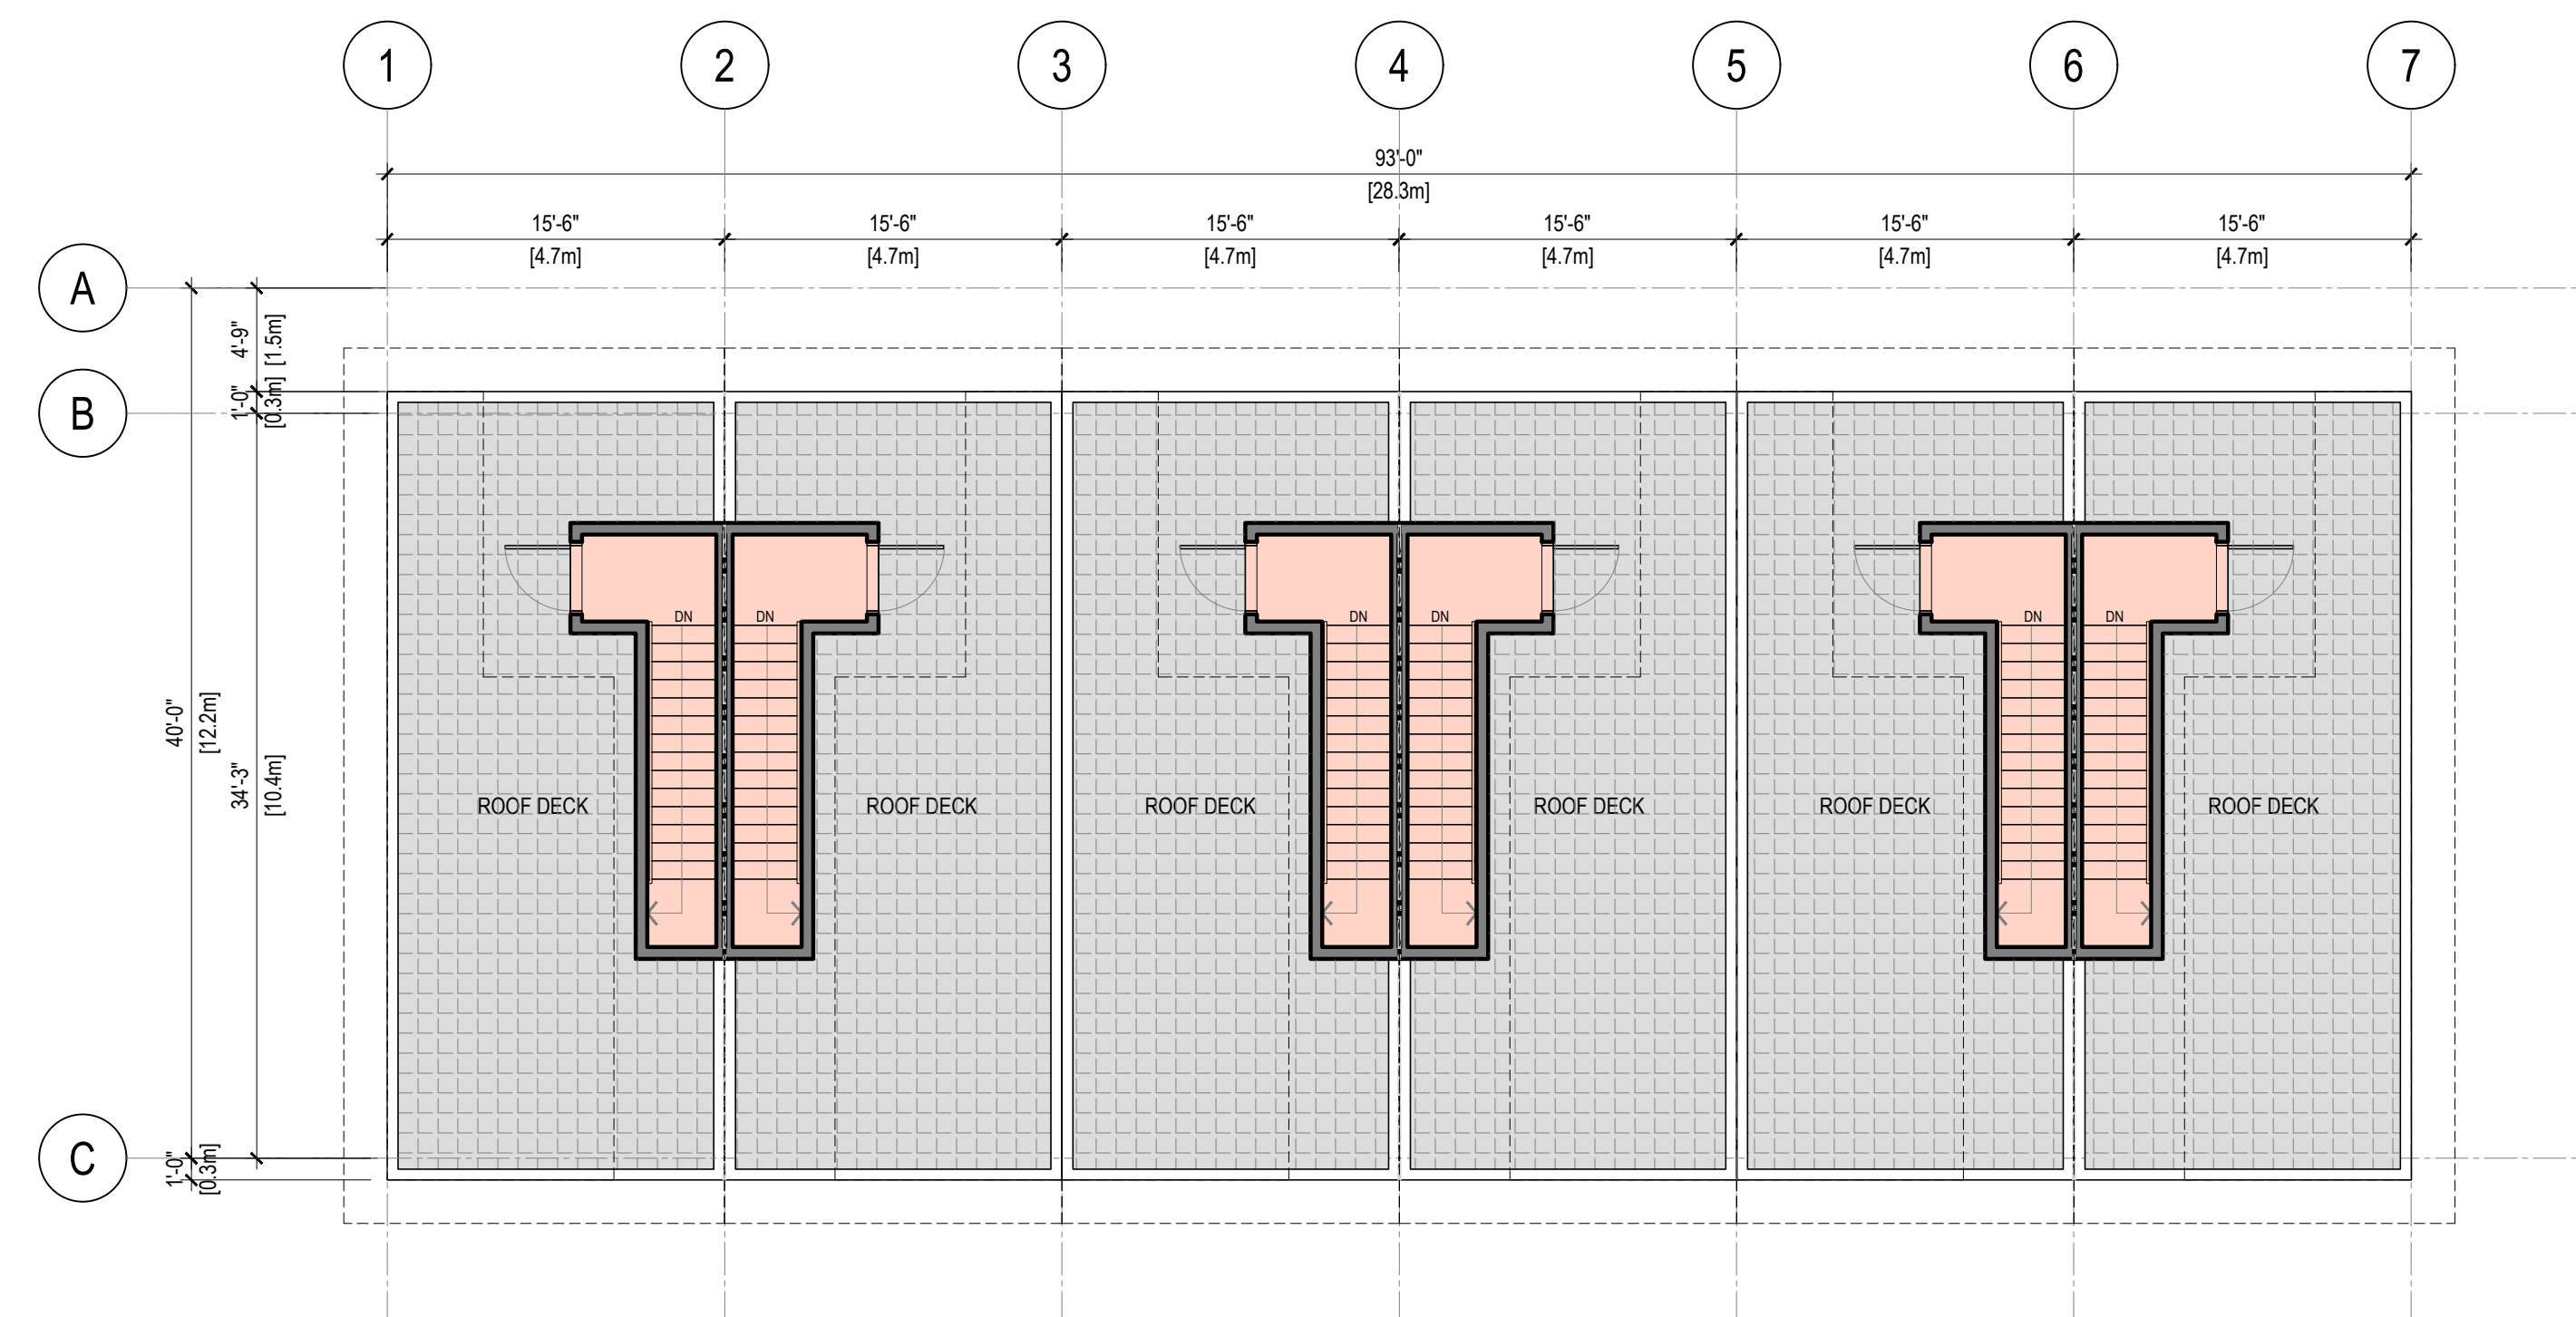 1 2 3 4 5 6 7
93'-0"
[28.3m]
15'-6" 15'-6" 15'-6" 15'-6" 15'-6" 15'-6"
[4.7m] [4.7m] [4.7m] [4.7m] [4.7m] [4.7m]
A
4'-9"
[1.5m]
B
1'-0"
[0.3m]
DN DN DN DN DN DN
40'-0"
[12.2m]
34'-3"
[10.4m]
ROOF DECK ROOF DECK ROOF DECK ROOF DECK ROOF DECK ROOF DECK
C
1'-0"
[0.3m]